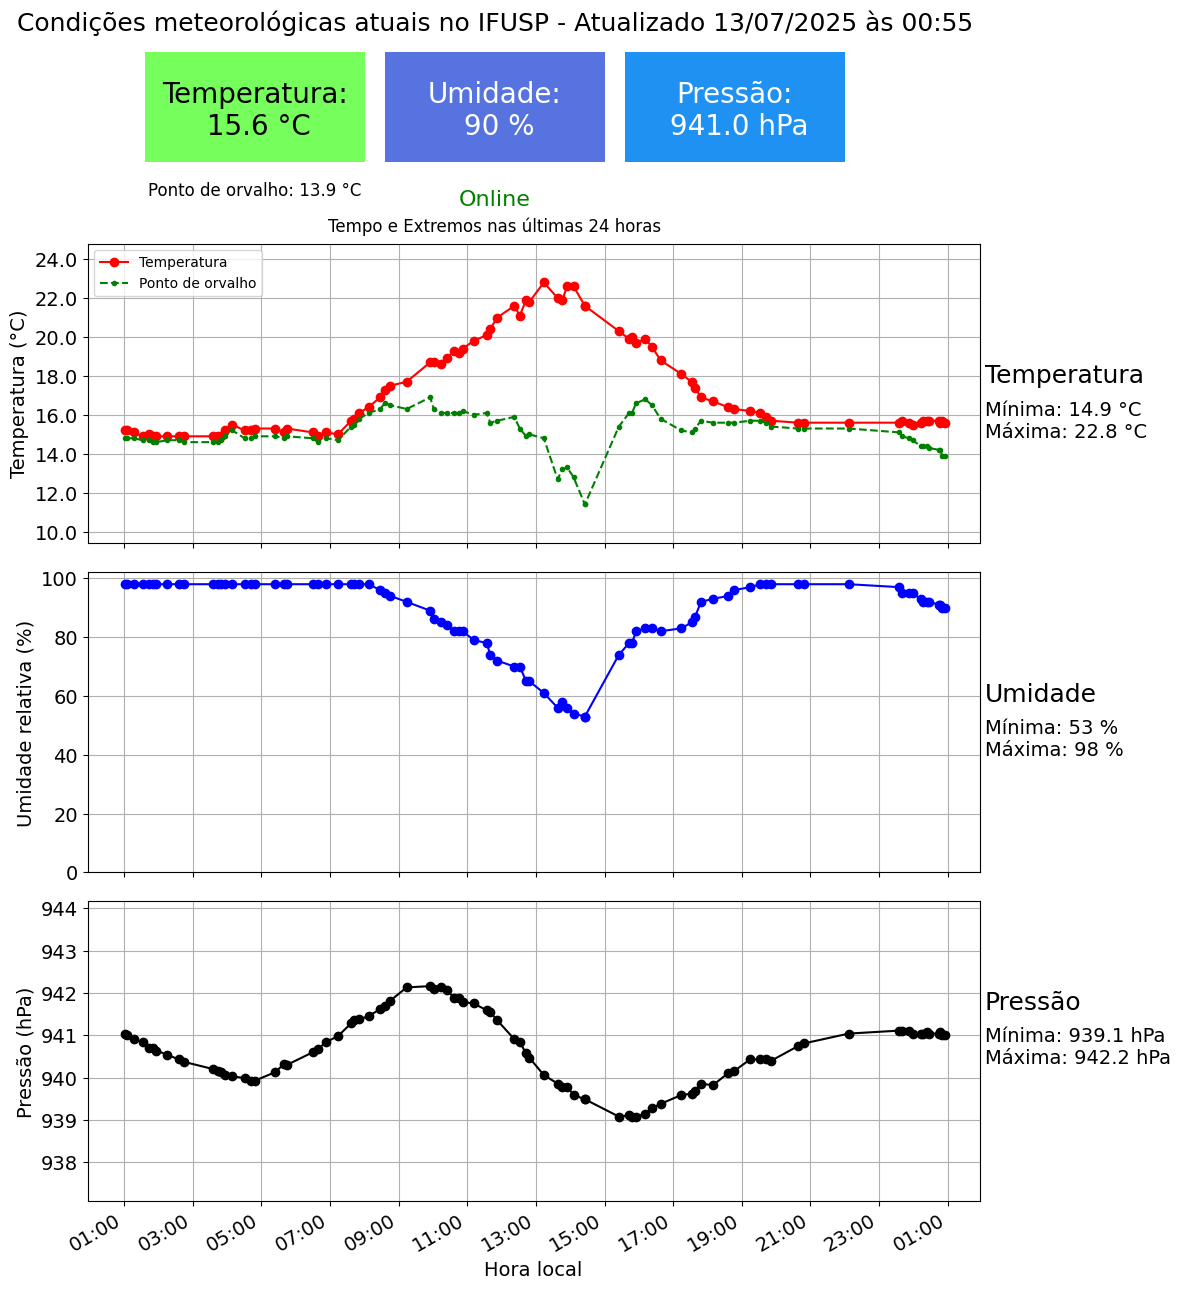 Condições meteorológicas atuais no IFUSP - Atualizado 13/07/2025 às 00:55
Temperatura:
15.6 °C
Umidade:
90 %
Pressão:
941.0 hPa
Ponto de orvalho: 13.9 °C
Online
Tempo e Extremos nas últimas 24 horas
Temperatura (°C)
24.0
22.0
20.0
18.0
16.0
14.0
12.0
10.0
Temperatura
Ponto de orvalho
Temperatura
Mínima: 14.9 °C
Máxima: 22.8 °C
Umidade relativa (%)
100
80
60
40
20
0
Umidade
Mínima: 53 %
Máxima: 98 %
Pressão (hPa)
944
943
942
941
940
939
938
Pressão
Mínima: 939.1 hPa
Máxima: 942.2 hPa
01:00
03:00
05:00
07:00
09:00
11:00
13:00
15:00
17:00
19:00
21:00
23:00
01:00
Hora local